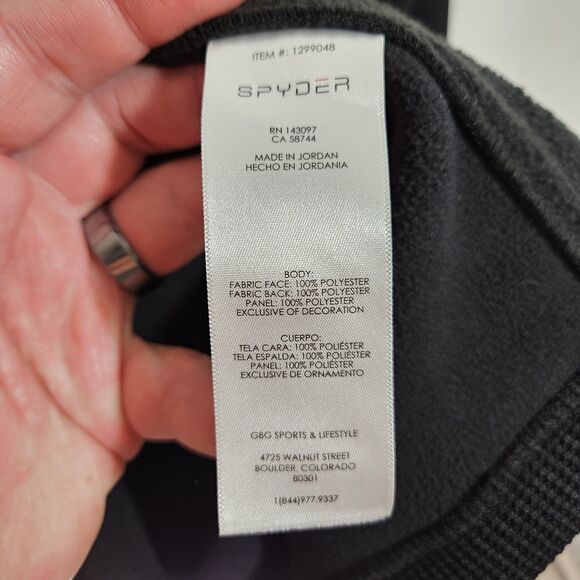 ITEM #: 1299048
SPYDER
RN 143097
CA 58744
MADE IN JORDAN
HECHO EN JORDANIA
BODY:
FABRIC FACE: 100% POLYESTER
FABRIC BACK: 100% POLYESTER
PANEL: 100% POLYESTER
EXCLUSIVE OF DECORATION
CUERPO:
TELA CARA: 100% POLIÉSTER
TELA ESPALDA: 100% POLIÉSTER
PANEL: 100% POLIÉSTER
EXCLUSIVE DE ORNAMENTO
GBG SPORTS & LIFESTYLE
4725 WALNUT STREET
BOULDER, COLORADO
80301
1(844)977.9337